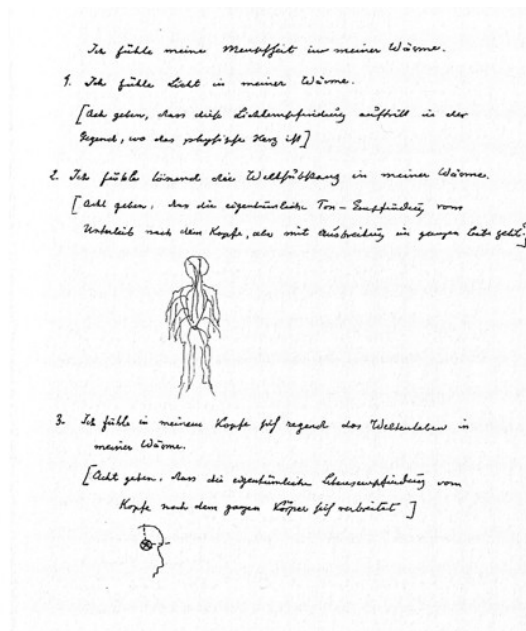 Ich fühle meine Menschheit in meiner Wärme.
1. Ich fühle Licht in meiner Wärme.
[Acht geben, dass diese Lichtempfindung auftritt in der
Gegend, wo das physische Herz ist]
2. Ich fühle tönend die Weltsubstanz in meiner Wärme.
[Acht geben, dass die eigentümliche Ton-Empfindung vom
Unterleib nach dem Kopfe, aber mit Ausbreitung im ganzen Leibe geht.]
3. Ich fühle in meinem Kopfe sich regend das Weltenleben in
meiner Wärme.
[Acht geben, dass die eigenthümliche Lebensempfindung vom
Kopfe nach dem ganzen Körper sich verbreitet]